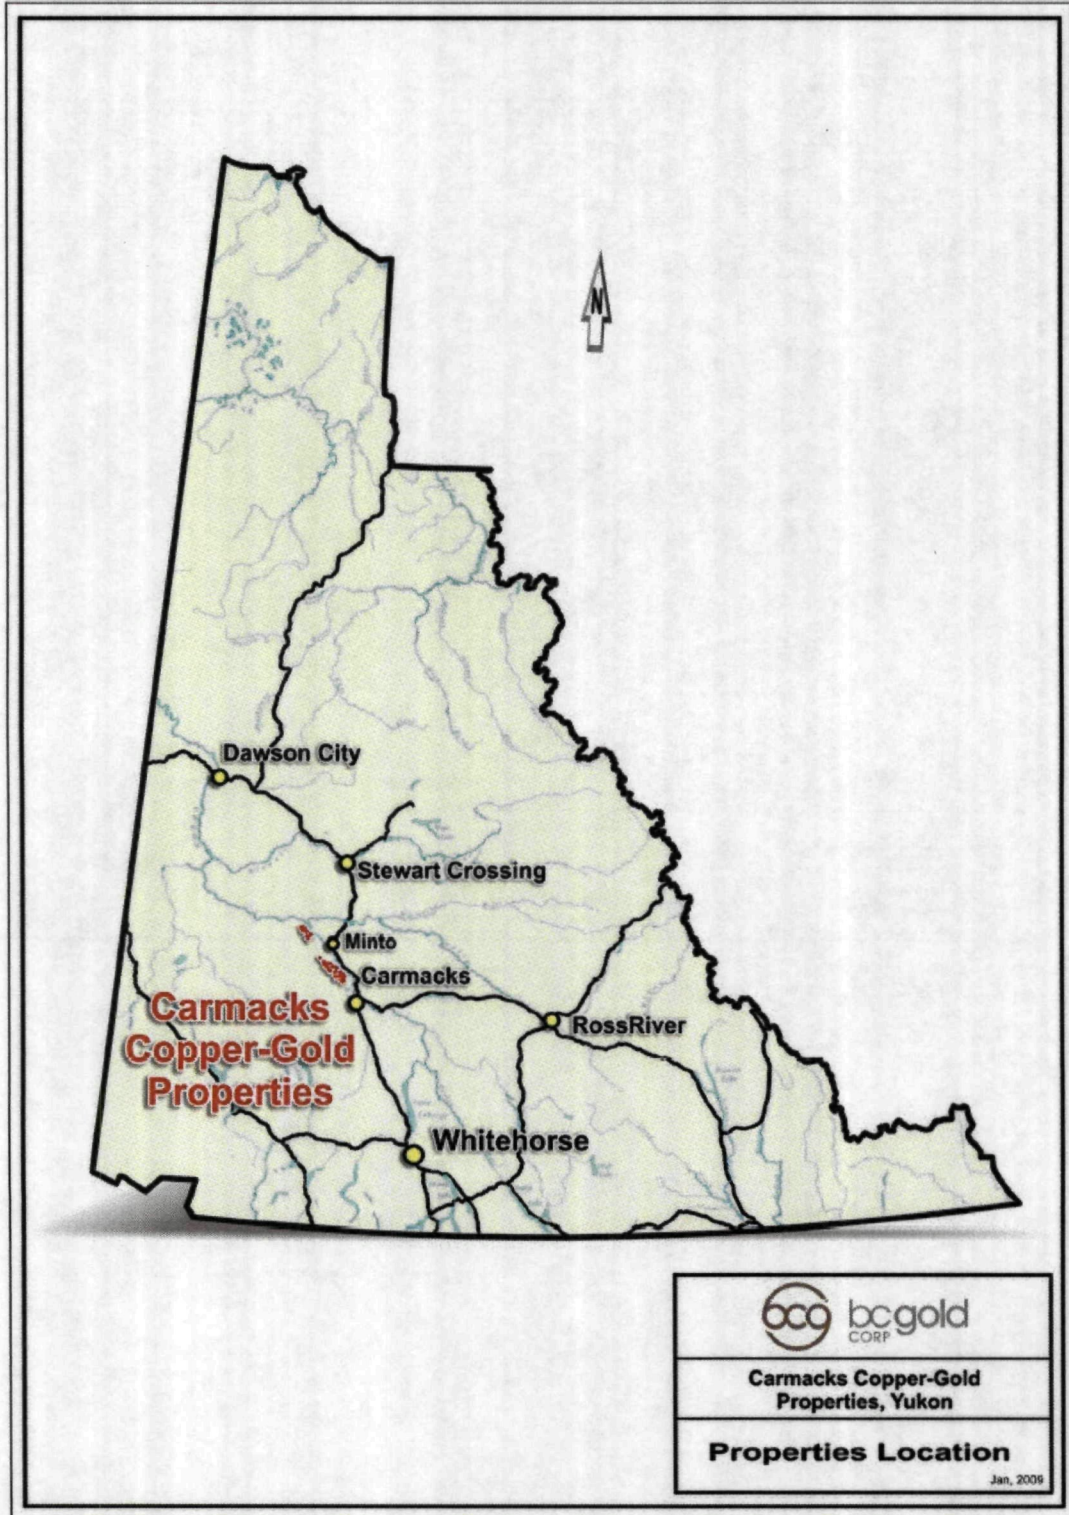 N
Dawson City
Stewart Crossing
Minto
Carmacks
Carmacks
Copper-Gold
Properties
RossRiver
Whitehorse
bcg bcgold
CORP
Carmacks Copper-Gold
Properties, Yukon
Properties Location
Jan, 2009